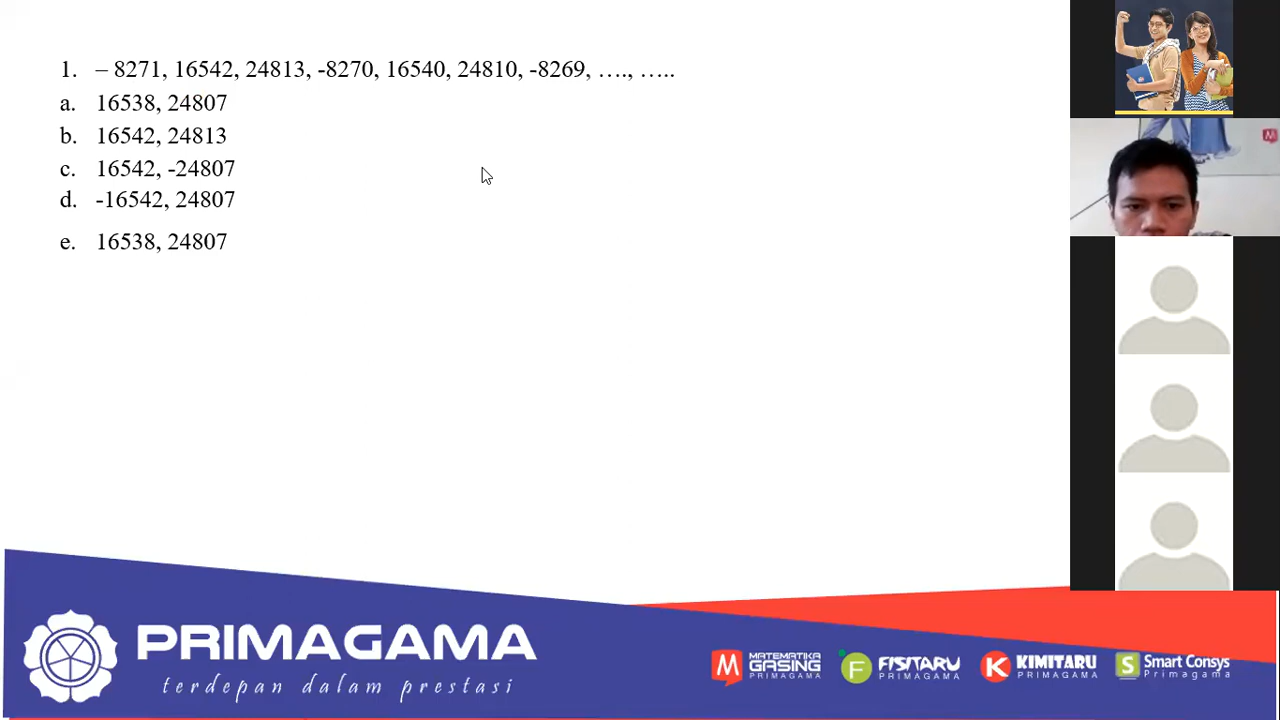 1. – 8271, 16542, 24813, -8270, 16540, 24810, -8269, …., …..
a. 16538, 24807
b. 16542, 24813
c. 16542, -24807
d. -16542, 24807
e. 16538, 24807
PRIMAGAMA
terdepan dalam prestasi
M MATEMATIKA GASING PRIMAGAMA
F FISITARU PRIMAGAMA
K KIMITARU PRIMAGAMA
S Smart Consys Primagama
M